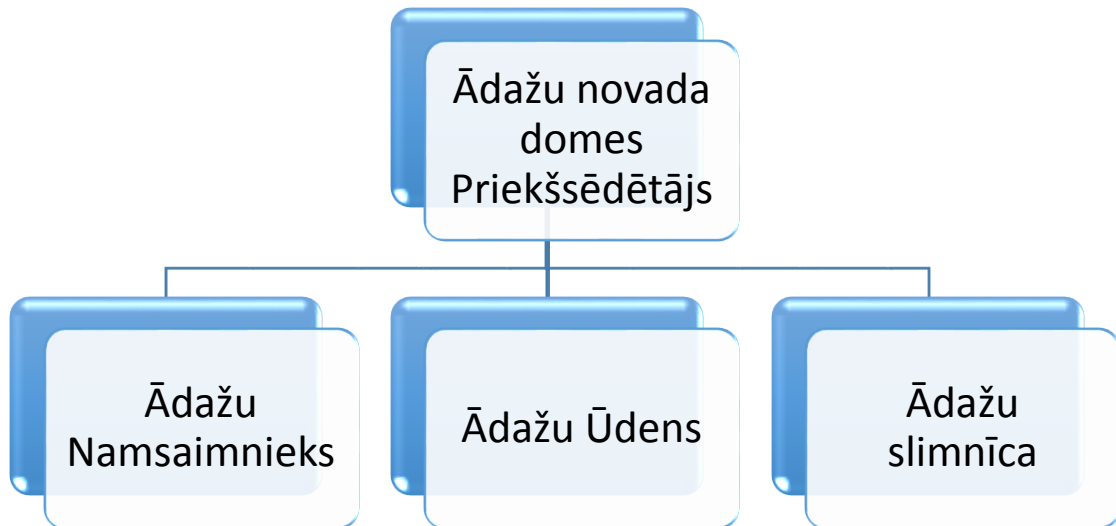 Ādažu novada
domes
Priekšsēdētājs
Ādažu
Namsaimnieks
Ādažu Ūdens
Ādažu
slimnīca